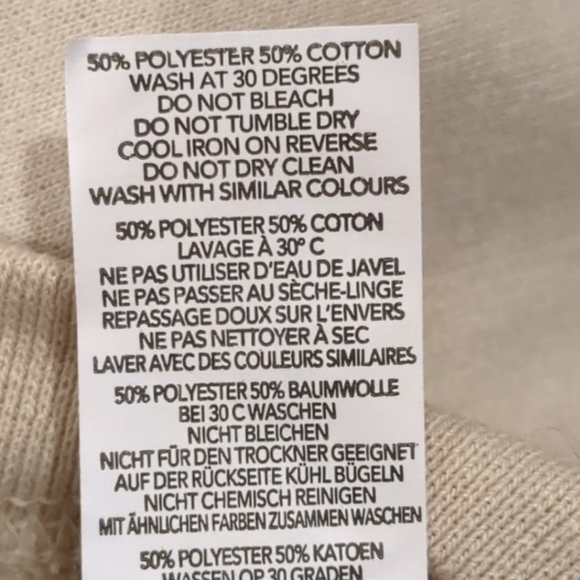 50% POLYESTER 50% COTTON
WASH AT 30 DEGREES
DO NOT BLEACH
DO NOT TUMBLE DRY
COOL IRON ON REVERSE
DO NOT DRY CLEAN
WASH WITH SIMILAR COLOURS
50% POLYESTER 50% COTON
LAVAGE À 30° C
NE PAS UTILISER D'EAU DE JAVEL
NE PAS PASSER AU SÈCHE-LINGE
REPASSAGE DOUX SUR L'ENVERS
NE PAS NETTOYER À SEC
LAVER AVEC DES COULEURS SIMILAIRES
50% POLYESTER 50% BAUMWOLLE
BEI 30 C WASCHEN
NICHT BLEICHEN
NICHT FÜR DEN TROCKNER GEEIGNET
AUF DER RÜCKSEITE KÜHL BÜGELN
NICHT CHEMISCH REINIGEN
MIT ÄHNLICHEN FARBEN ZUSAMMEN WASCHEN
50% POLYESTER 50% KATOEN
WASSEN OP 30 GRADEN